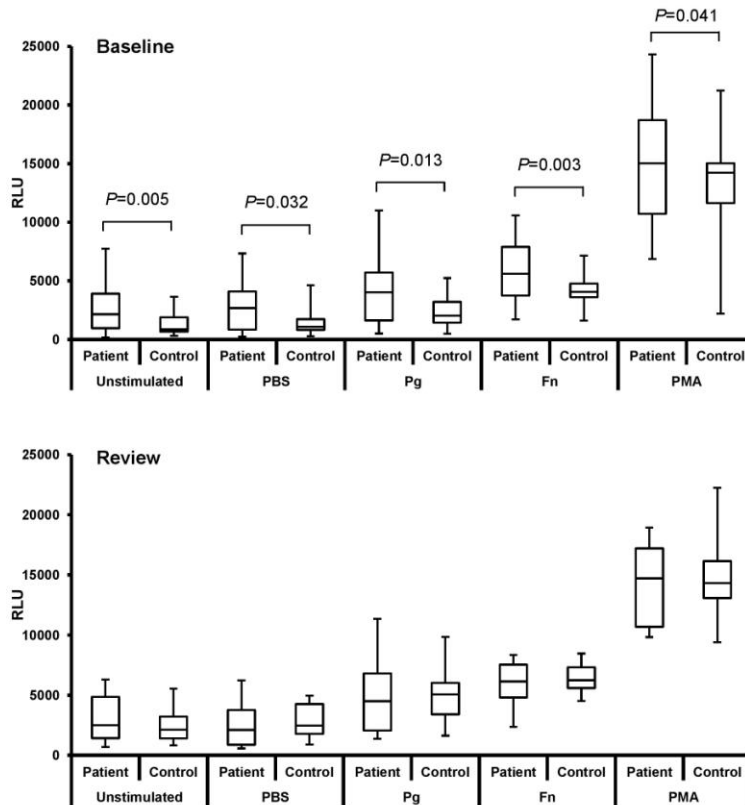 Baseline
P=0.041
25000
20000
P=0.013
P=0.003
15000
P=0.005
P=0.032
RLU
10000
5000
0
Patient Control Patient Control Patient Control Patient Control Patient Control
Unstimulated PBS Pg Fn PMA
Review
25000
20000
15000
RLU
10000
5000
0
Patient Control Patient Control Patient Control Patient Control Patient Control
Unstimulated PBS Pg Fn PMA